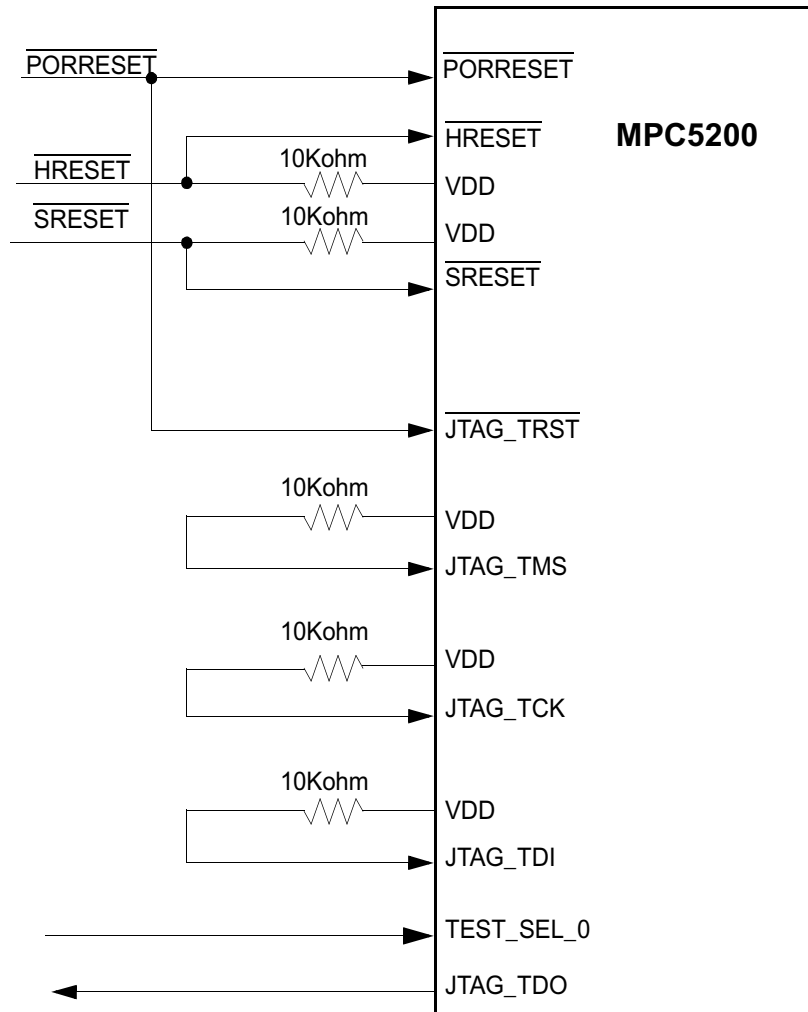 PORRESET
PORRESET
HRESET
MPC5200
HRESET
10Kohm
VDD
SRESET
10Kohm
VDD
SRESET
JTAG_TRST
10Kohm
VDD
JTAG_TMS
10Kohm
VDD
JTAG_TCK
10Kohm
VDD
JTAG_TDI
TEST_SEL_0
JTAG_TDO